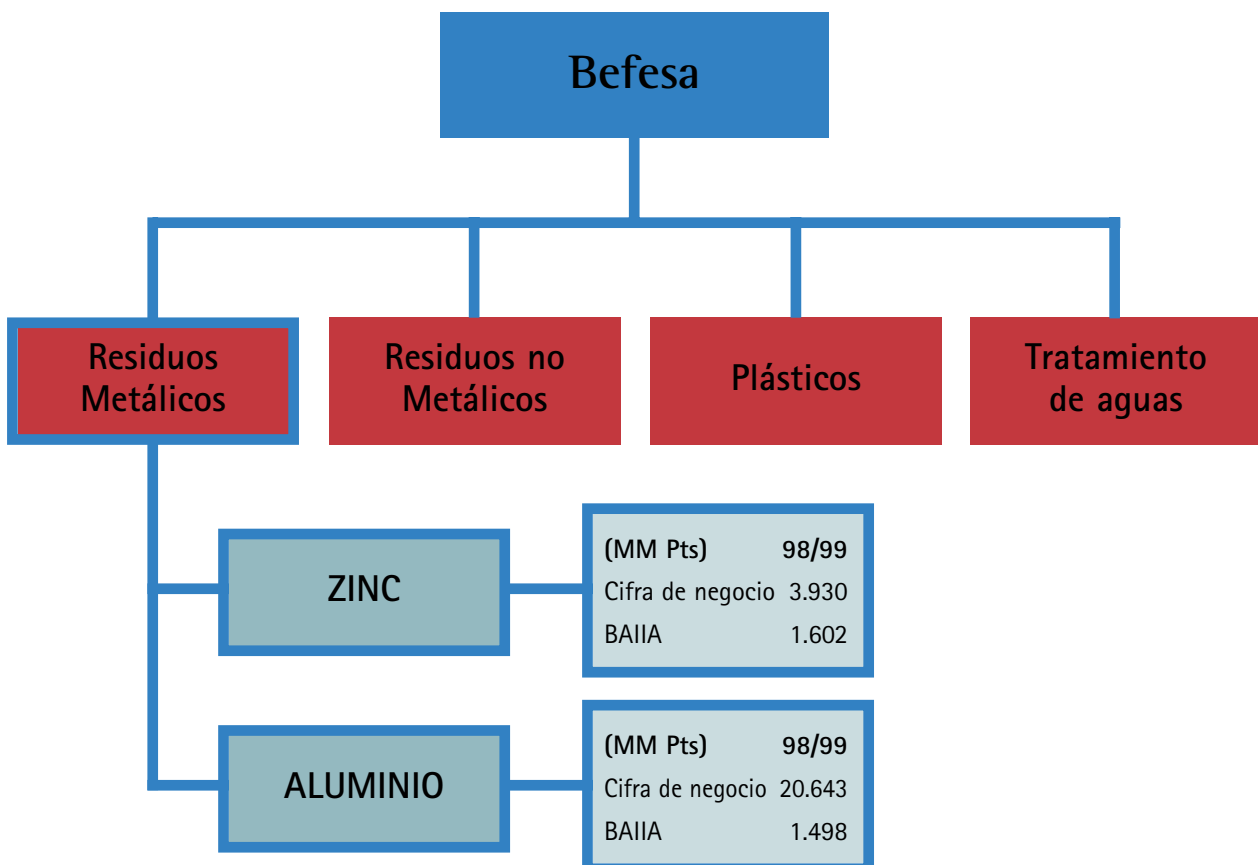 Befesa
Residuos
Metálicos
Residuos no
Metálicos
Plásticos
Tratamiento
de aguas
ZINC
(MM Pts) 98/99
Cifra de negocio 3.930
BAIIA 1.602
ALUMINIO
(MM Pts) 98/99
Cifra de negocio 20.643
BAIIA 1.498